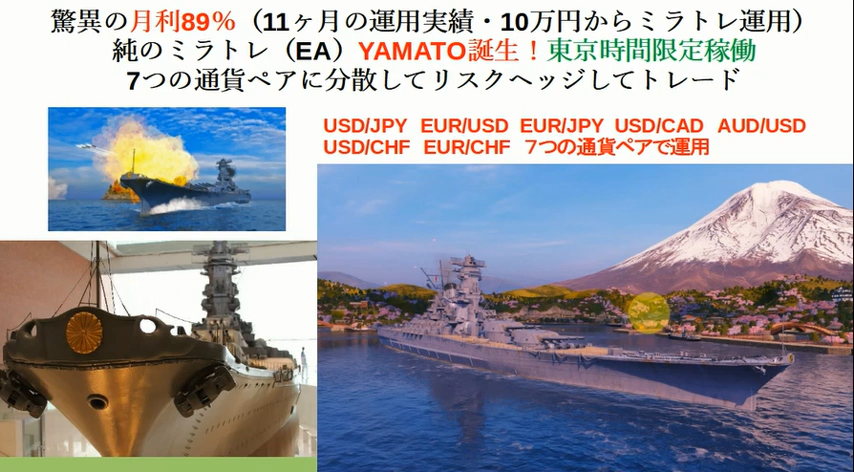 驚異の月利89％（11ヶ月の運用実績・10万円からミラトレ運用）
純のミラトレ（EA）YAMATO誕生！東京時間限定稼働
7つの通貨ペアに分散してリスクヘッジしてトレード
USD/JPY EUR/USD EUR/JPY USD/CAD AUD/USD
USD/CHF EUR/CHF 7つの通貨ペアで運用